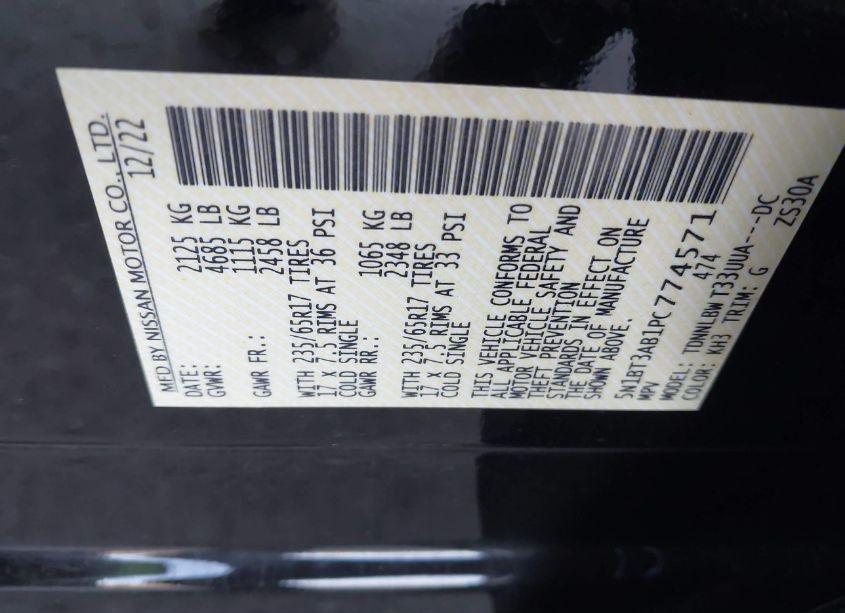 MFD BY NISSAN MOTOR CO., LTD.
DATE: 12/22
GVWR: 2125 KG
4685 LB
GAWR FR.: 1115 KG
2458 LB
WITH 235/65R17 TIRES
17 X 7.5 RIMS AT 36 PSI
COLD SINGLE
GAWR RR.: 1065 KG
2348 LB
WITH 235/65R17 TIRES
17 X 7.5 RIMS AT 33 PSI
COLD SINGLE
THIS VEHICLE CONFORMS TO
ALL APPLICABLE FEDERAL
MOTOR VEHICLE SAFETY AND
THEFT PREVENTION
STANDARDS IN EFFECT ON
THE DATE OF MANUFACTURE
SHOWN ABOVE.
5N1BT3AB1PC774571
MPV 474
MODEL: TDNNLBW T33UUA---DC
COLOR: KH3 TRIM: G ZS30A